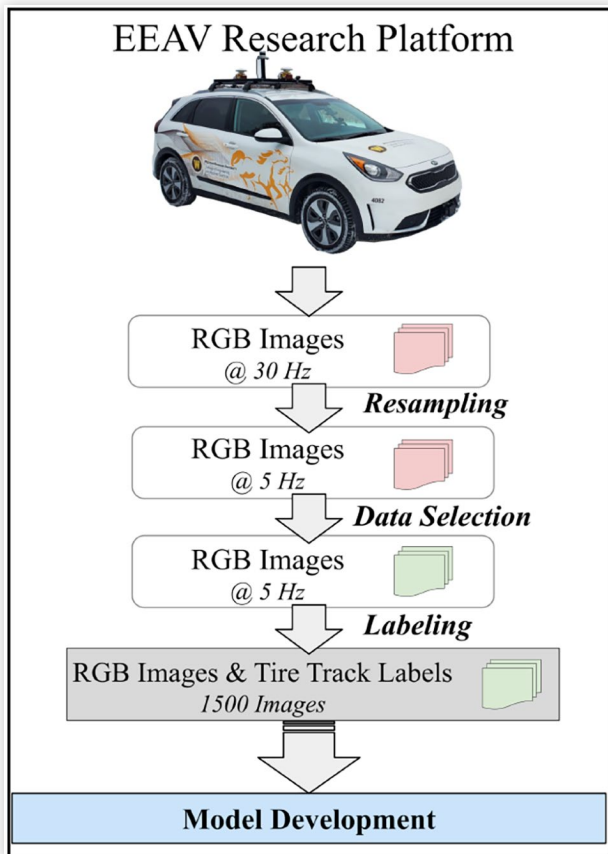 EEAV Research Platform
4082
RGB Images
@ 30 Hz
Resampling
RGB Images
@ 5 Hz
Data Selection
RGB Images
@ 5 Hz
Labeling
RGB Images & Tire Track Labels
1500 Images
Model Development